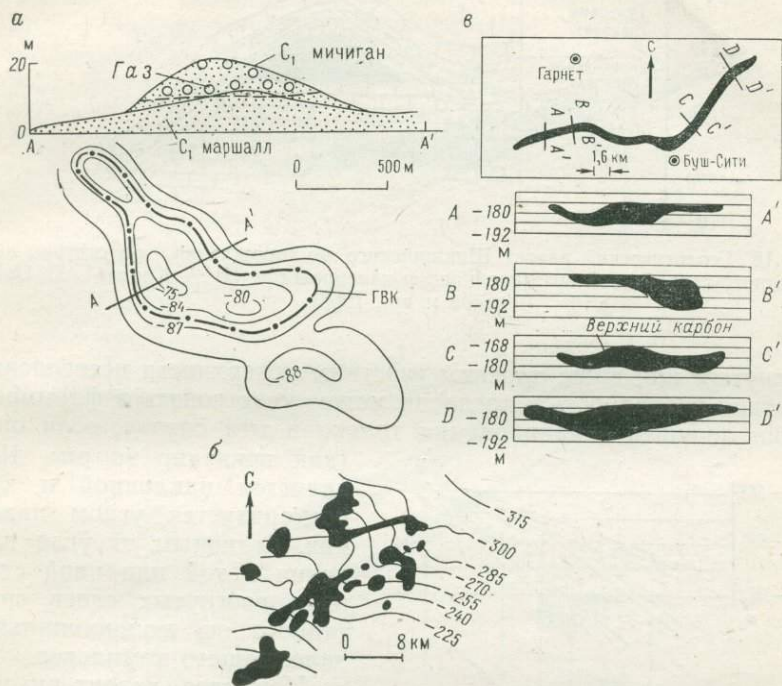 а
м
20
0
Газ
С₁ мичиган
С₁ маршалл
А
А'
0 500 м
А'
А
-75
-80
-84
-87
-88
ГВК
б
С
-315
-300
-285
-270
-255
-240
-225
0 8 км
в
Гарнет
С
A
A'
B
B'
C
C'
D
D'
1,6 км
Буш-Сити
A -180 A'
-192
м
B -180 B'
-192
м
Верхний карбон
C -168 C'
180
м
D -180 D'
-192
м